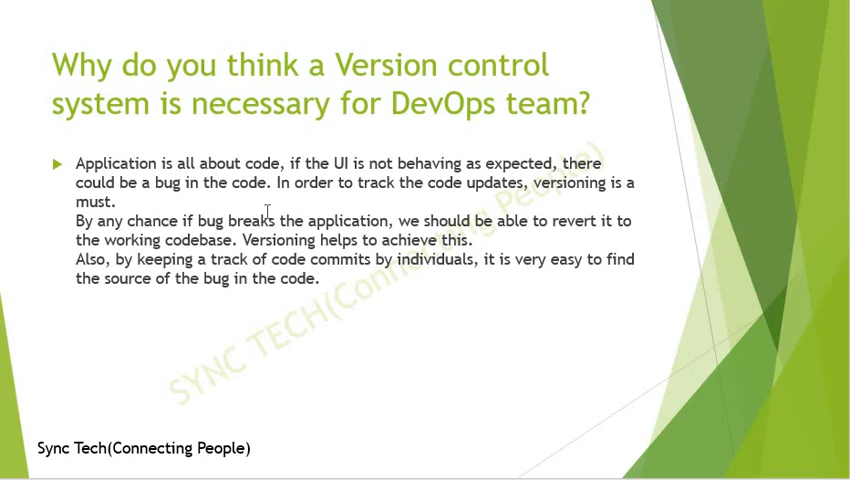 Why do you think a Version control
system is necessary for DevOps team?
Application is all about code, if the UI is not behaving as expected, there
could be a bug in the code. In order to track the code updates, versioning is a
must.
By any chance if bug breaks the application, we should be able to revert it to
the working codebase. Versioning helps to achieve this.
Also, by keeping a track of code commits by individuals, it is very easy to find
the source of the bug in the code.
SYNC TECH(Connecting People)
Sync Tech(Connecting People)